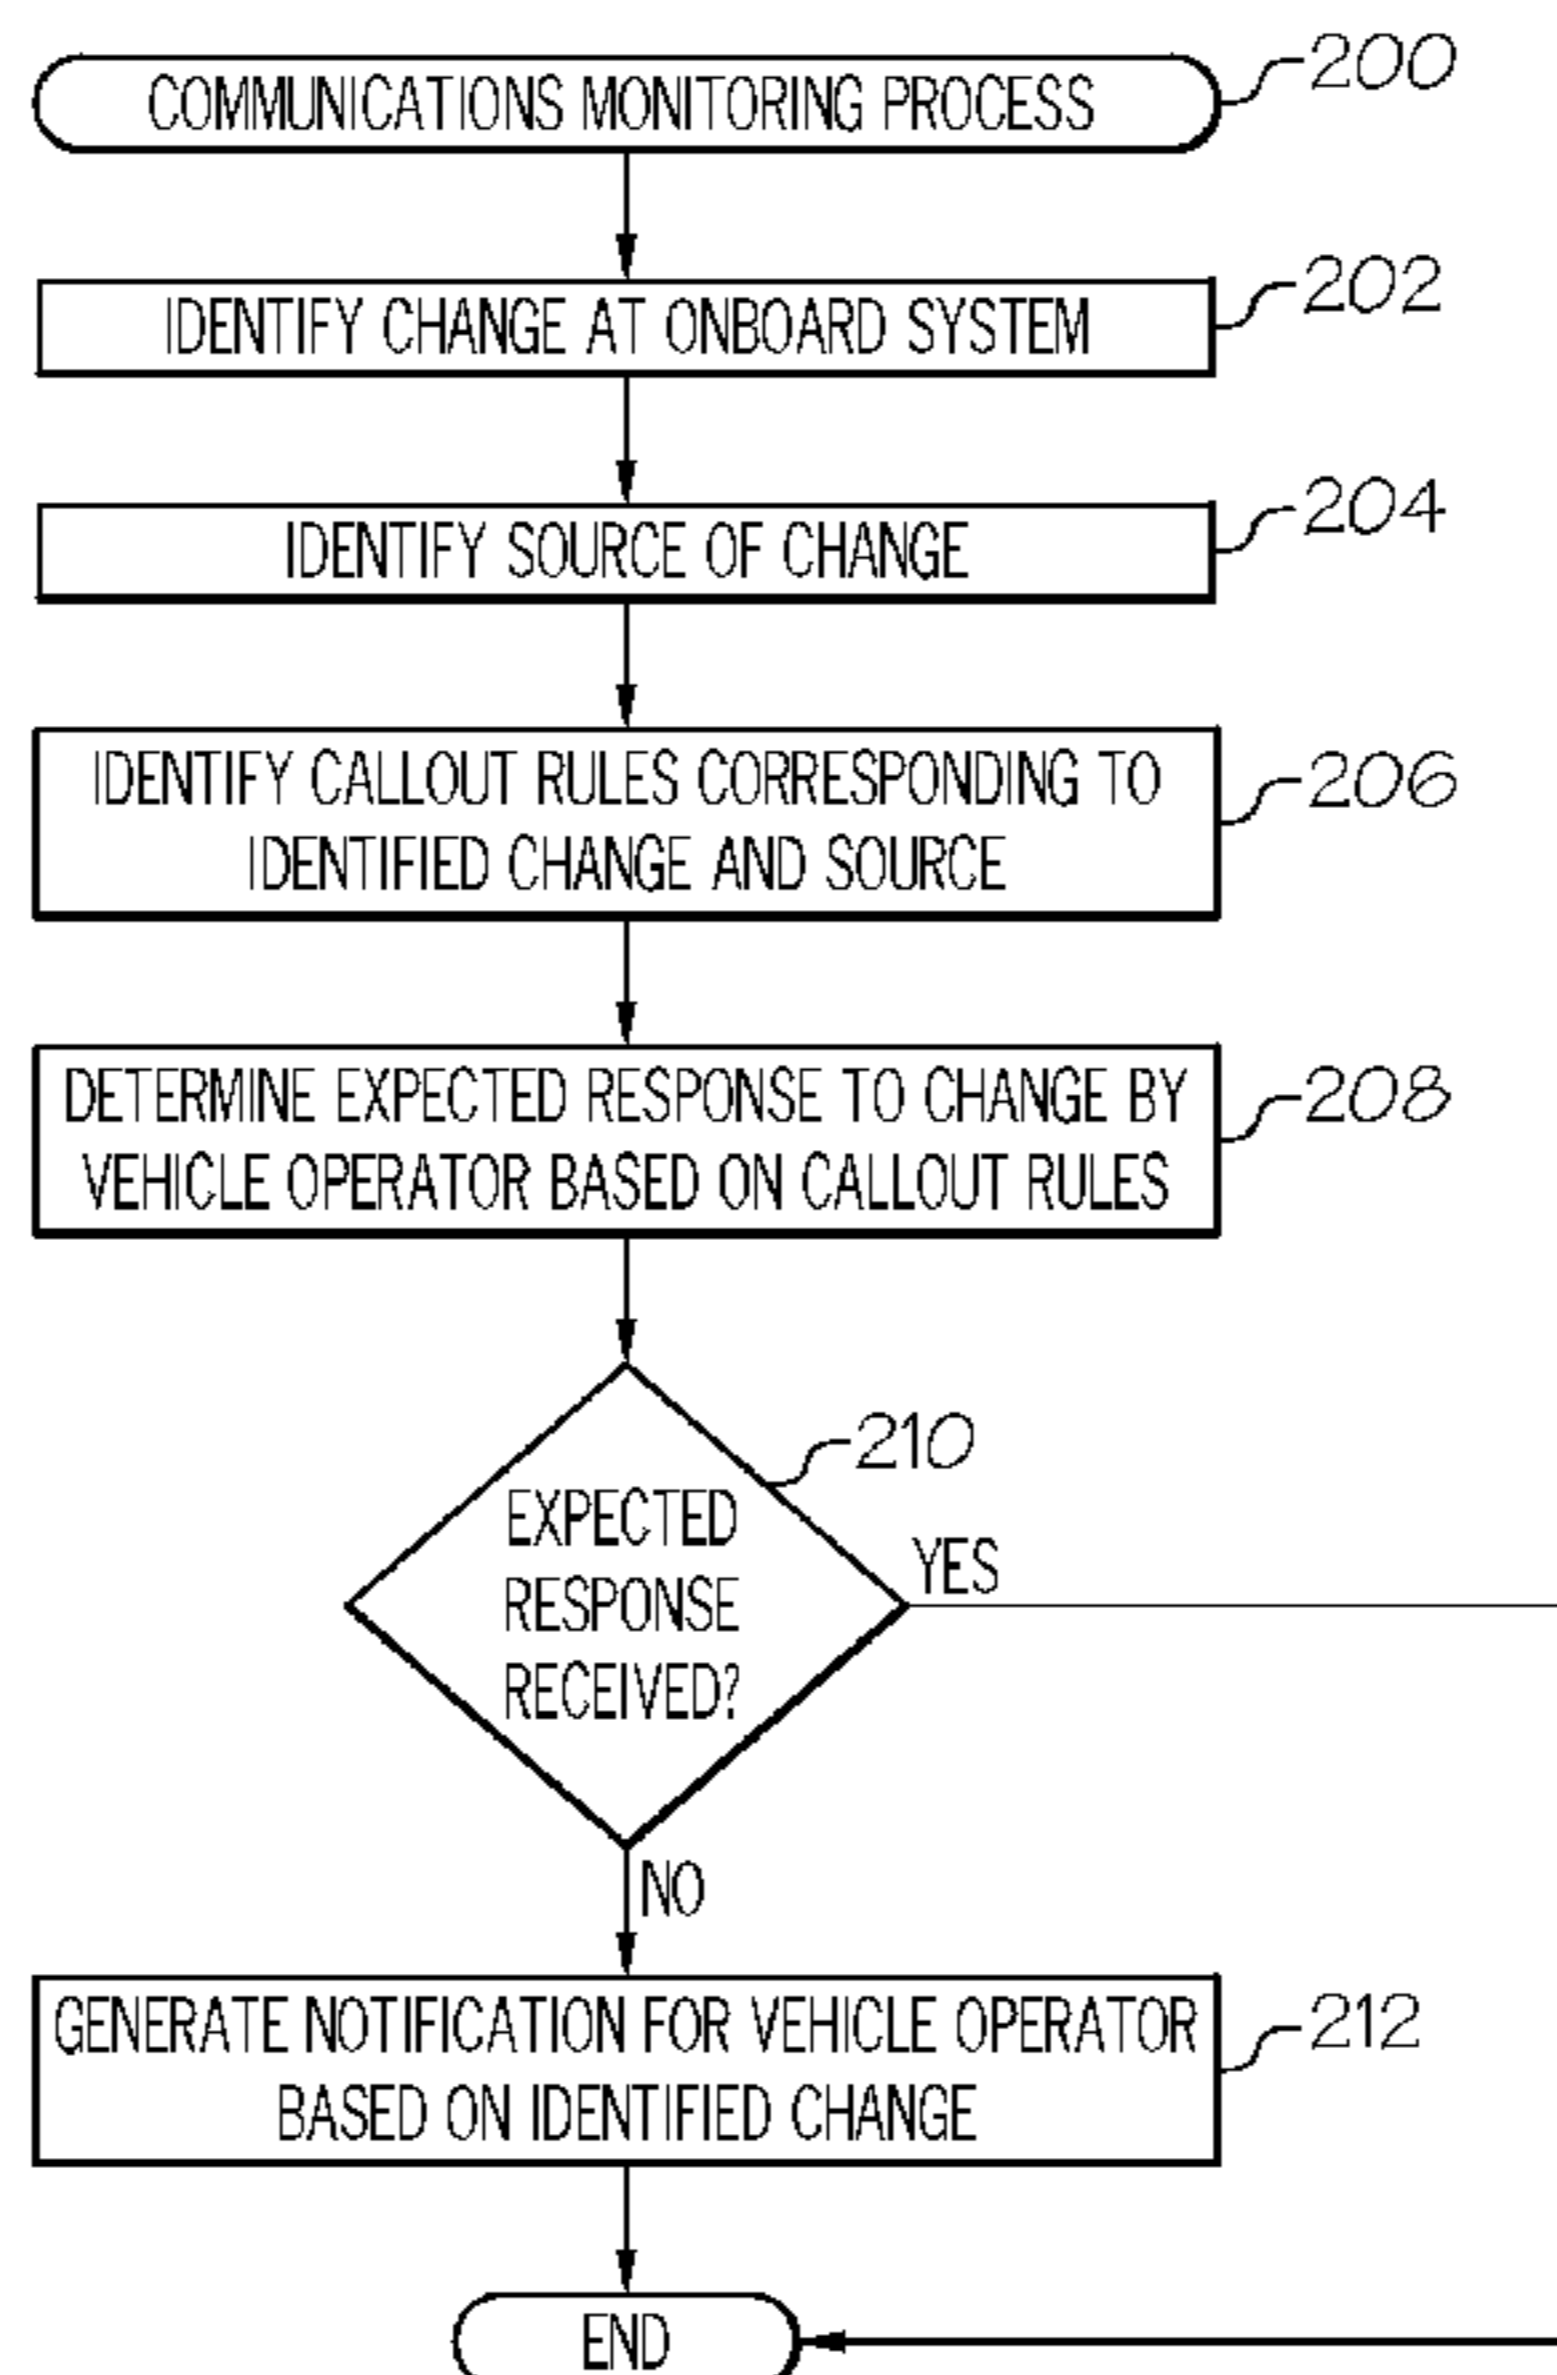 COMMUNICATIONS MONITORING PROCESS
200
IDENTIFY CHANGE AT ONBOARD SYSTEM
202
IDENTIFY SOURCE OF CHANGE
204
IDENTIFY CALLOUT RULES CORRESPONDING TO
IDENTIFIED CHANGE AND SOURCE
206
DETERMINE EXPECTED RESPONSE TO CHANGE BY
VEHICLE OPERATOR BASED ON CALLOUT RULES
208
210
EXPECTED
RESPONSE
RECEIVED?
YES
NO
GENERATE NOTIFICATION FOR VEHICLE OPERATOR
BASED ON IDENTIFIED CHANGE
212
END